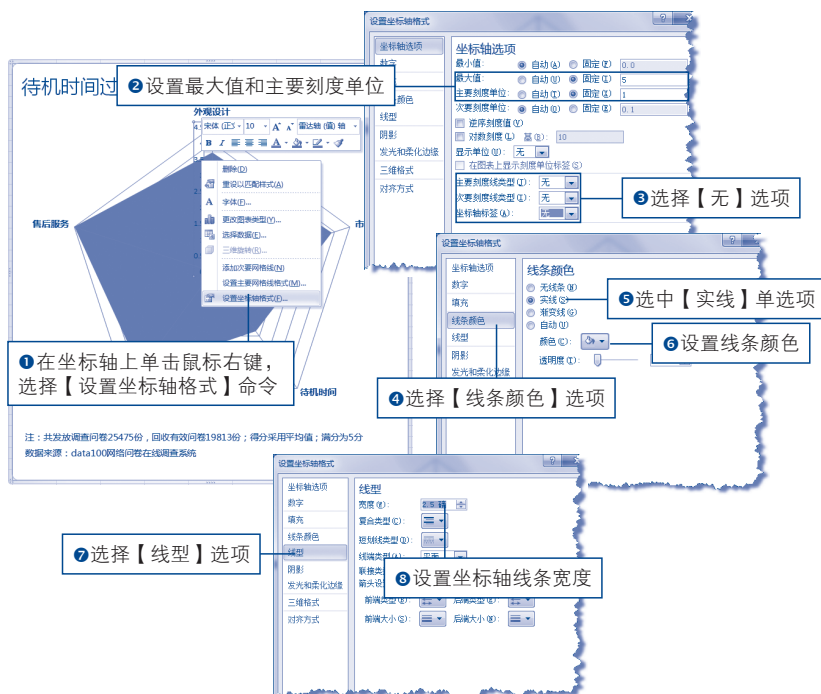 设置坐标轴格式
坐标轴选项
数字
颜色
线型
阴影
发光和柔化边缘
三维格式
对齐方式
坐标轴选项
最小值: 自动(A) 固定(F) 0.0
最大值: 自动(U) 固定(I) 5
主要刻度单位: 自动(T) 固定(X) 1
次要刻度单位: 自动(O) 固定(E) 0.1
逆序刻度值(V)
对数刻度(L) 基(B): 10
显示单位(U): 无
在图表上显示刻度单位标签(S)
主要刻度线类型(J): 无
次要刻度线类型(I): 无
坐标轴标签(A): 无
❷设置最大值和主要刻度单位
❸选择【无】选项
待机时间过
外观设计
宋体 (正文 10 A A 雷达轴 (值) 轴
B I A
售后服务
市
待机时间
删除(D)
重设以匹配样式(A)
字体(F)...
更改图表类型(Y)...
选择数据(E)...
三维旋转(R)...
添加次要网格线(N)
设置主要网格线格式(M)...
设置坐标轴格式(F)...
❶在坐标轴上单击鼠标右键，
选择【设置坐标轴格式】命令
注：共发放调查问卷25475份，回收有效问卷19813份；得分采用平均值；满分为5分
数据来源：data100网络问卷在线调查系统
设置坐标轴格式
坐标轴选项
数字
填充
线条颜色
线型
阴影
发光和柔化边缘
线条颜色
无线条(N)
实线(S)
渐变线(G)
自动(U)
颜色(C):
透明度(T):
❺选中【实线】单选项
❻设置线条颜色
❹选择【线条颜色】选项
设置坐标轴格式
坐标轴选项
数字
填充
线条颜色
线型
阴影
发光和柔化边缘
三维格式
对齐方式
线型
宽度(W): 2.5 磅
复合类型(C):
短划线类型(D):
线端类型(A): 平面
联接类
箭头设
前端类型(B): 后端类型(E):
前端大小(S): 后端大小(N):
❼选择【线型】选项
❽设置坐标轴线条宽度